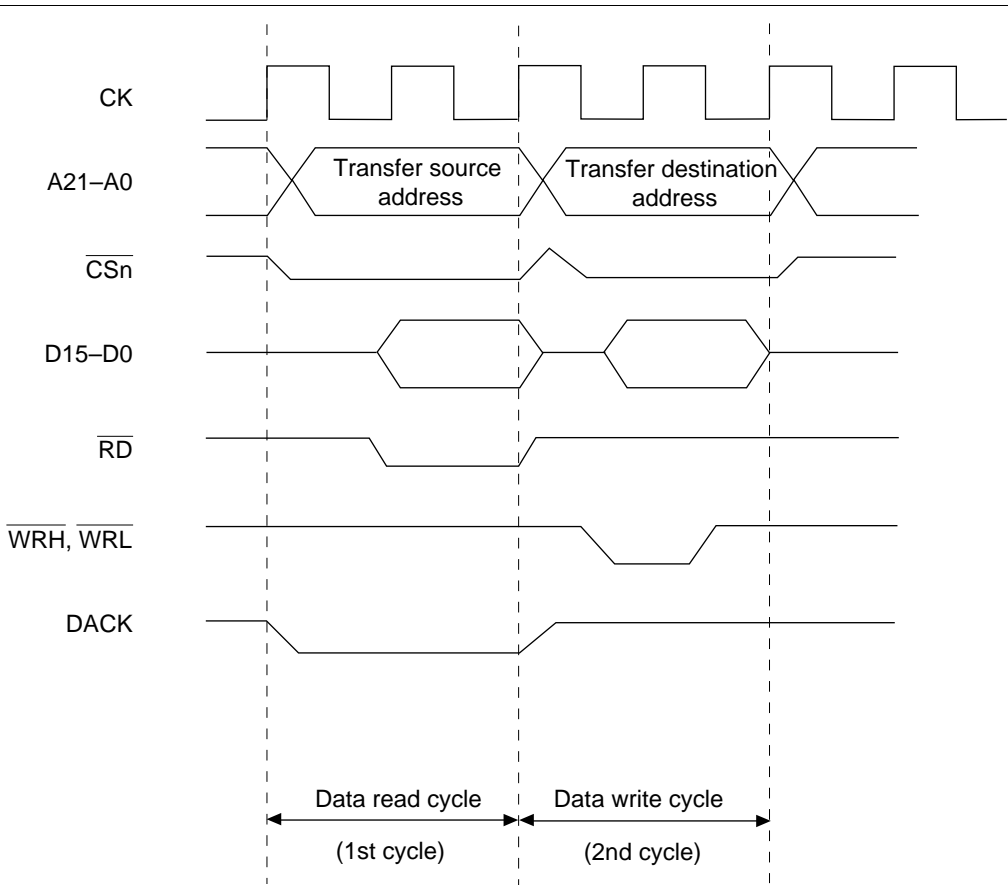 CK
A21–A0
Transfer source
address
Transfer destination
address
CSn
D15–D0
RD
WRH, WRL
DACK
Data read cycle
(1st cycle)
Data write cycle
(2nd cycle)